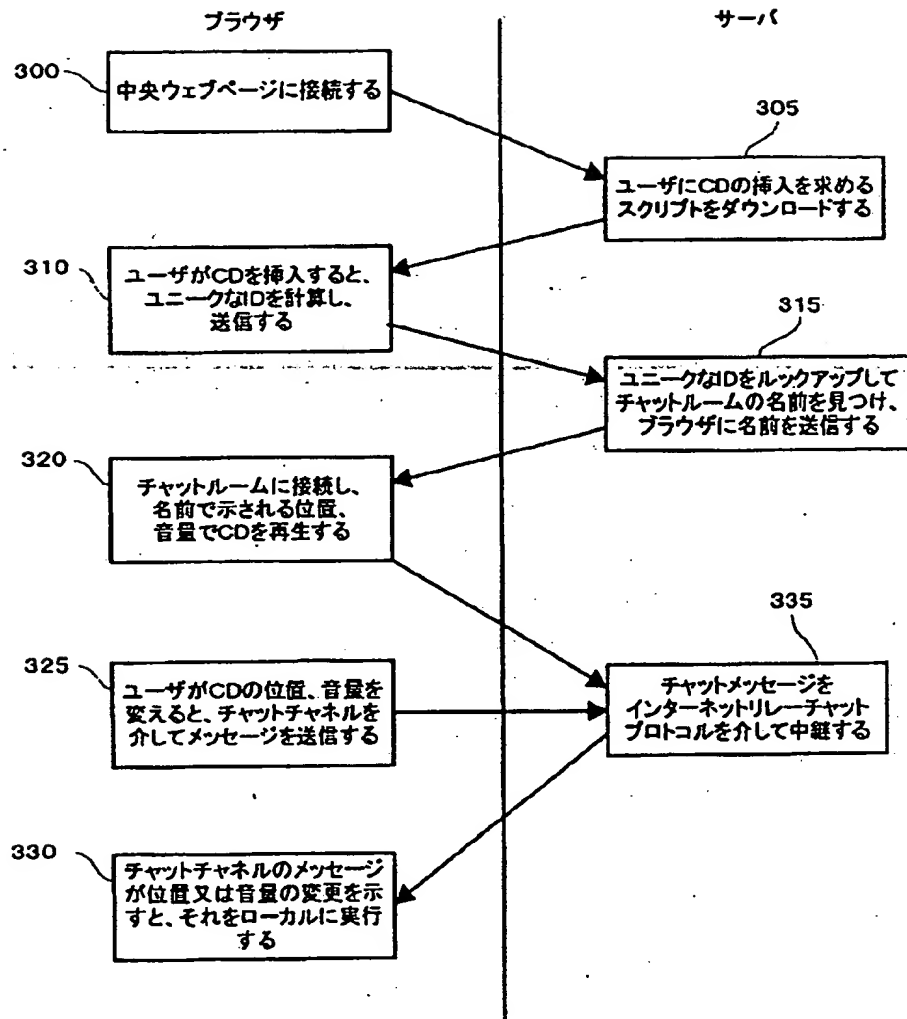 ブラウザ
サーバ
300
中央ウェブページに接続する
305
ユーザにCDの挿入を求める
スクリプトをダウンロードする
310
ユーザがCDを挿入すると、
ユニークなIDを計算し、
送信する
315
ユニークなIDをルックアップして
チャットルームの名前を見つけ、
ブラウザに名前を送信する
320
チャットルームに接続し、
名前で示される位置、
音量でCDを再生する
335
チャットメッセージを
インターネットリレーチャット
プロトコルを介して中継する
325
ユーザがCDの位置、音量を
変えると、チャットチャネルを
介してメッセージを送信する
330
チャットチャネルのメッセージ
が位置又は音量の変更を示
すと、それをローカルに実行
する